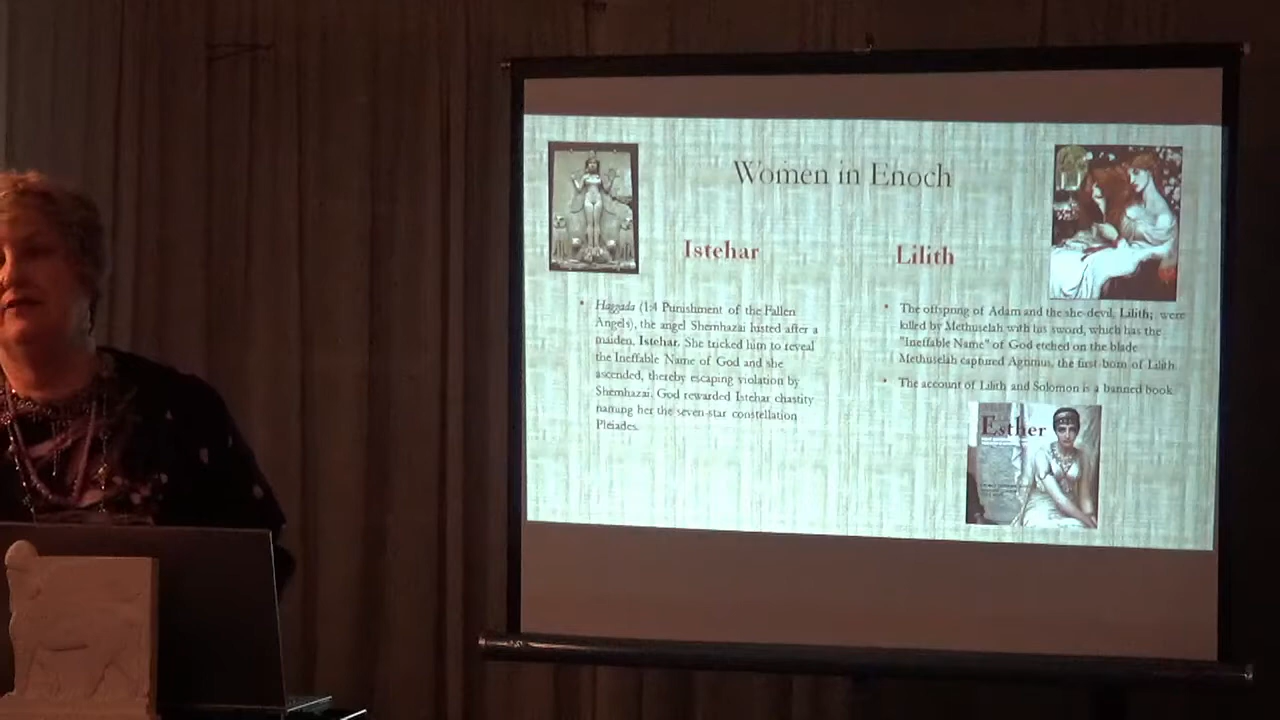 Women in Enoch
Istehar
Haggada (1:4 Punishment of the Fallen
Angels), the angel Shemhazai lusted after a
maiden, Istehar. She tricked him to reveal
the Ineffable Name of God and she
ascended, thereby escaping violation by
Shemhazai. God rewarded Istehar chastity
naming her the seven-star constellation
Pleiades.
Lilith
The offspring of Adam and the she-devil, Lilith; were
killed by Methuselah with his sword, which has the
"Ineffable Name" of God etched on the blade
Methuselah captured Agrimus, the first-born of Lilith
The account of Lilith and Solomon is a banned book
Esther